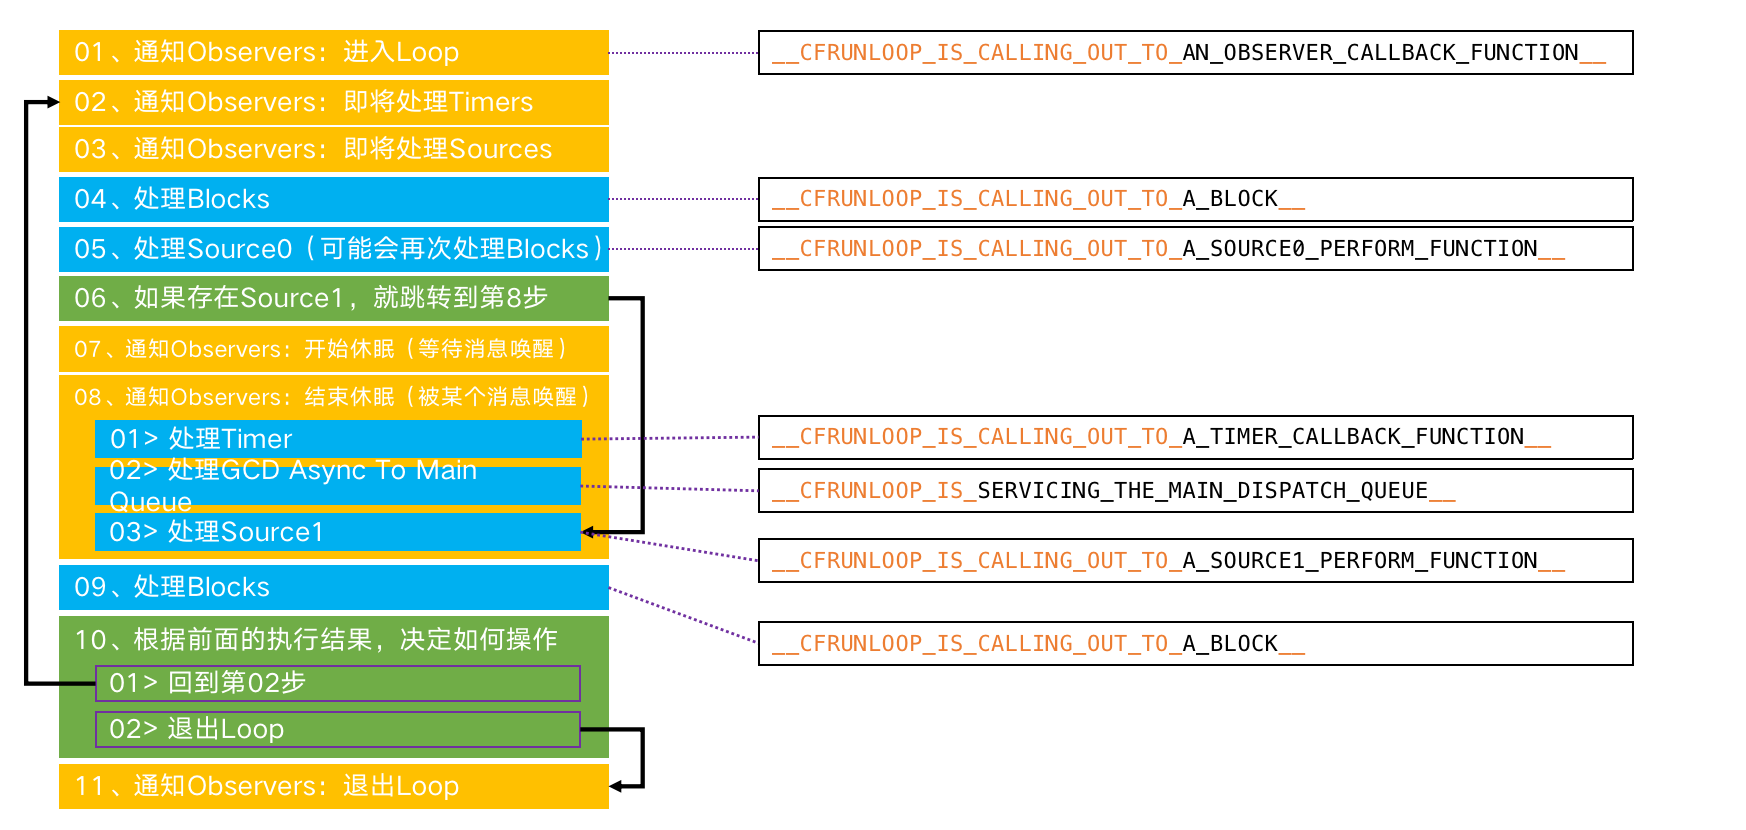 01、通知Observers：进入Loop
__CFRUNLOOP_IS_CALLING_OUT_TO_AN_OBSERVER_CALLBACK_FUNCTION__
02、通知Observers：即将处理Timers
03、通知Observers：即将处理Sources
04、处理Blocks
__CFRUNLOOP_IS_CALLING_OUT_TO_A_BLOCK__
05、处理Source0（可能会再次处理Blocks）
__CFRUNLOOP_IS_CALLING_OUT_TO_A_SOURCE0_PERFORM_FUNCTION__
06、如果存在Source1，就跳转到第8步
07、通知Observers：开始休眠（等待消息唤醒）
08、通知Observers：结束休眠（被某个消息唤醒）
01> 处理Timer
__CFRUNLOOP_IS_CALLING_OUT_TO_A_TIMER_CALLBACK_FUNCTION__
02> 处理GCD Async To Main
Queue
__CFRUNLOOP_IS_SERVICING_THE_MAIN_DISPATCH_QUEUE__
03> 处理Source1
__CFRUNLOOP_IS_CALLING_OUT_TO_A_SOURCE1_PERFORM_FUNCTION__
09、处理Blocks
__CFRUNLOOP_IS_CALLING_OUT_TO_A_BLOCK__
10、根据前面的执行结果，决定如何操作
01> 回到第02步
02> 退出Loop
11、通知Observers：退出Loop